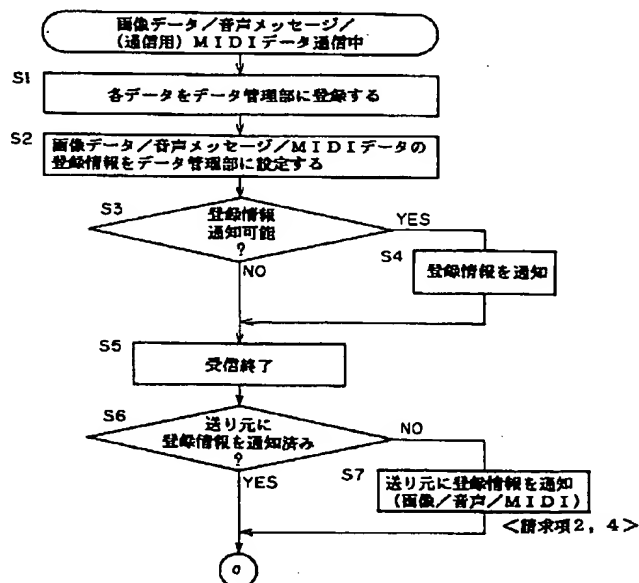 画像データ／音声メッセージ／
（通信用）ＭＩＤＩデータ通信中
S1
各データをデータ管理部に登録する
S2
画像データ／音声メッセージ／ＭＩＤＩデータの
登録情報をデータ管理部に設定する
S3
登録情報
通知可能
？
YES
NO
S4
登録情報を通知
S5
受信終了
S6
送り元に
登録情報を通知済み
？
NO
YES
S7
送り元に登録情報を通知
（画像／音声／ＭＩＤＩ）
＜請求項２，４＞